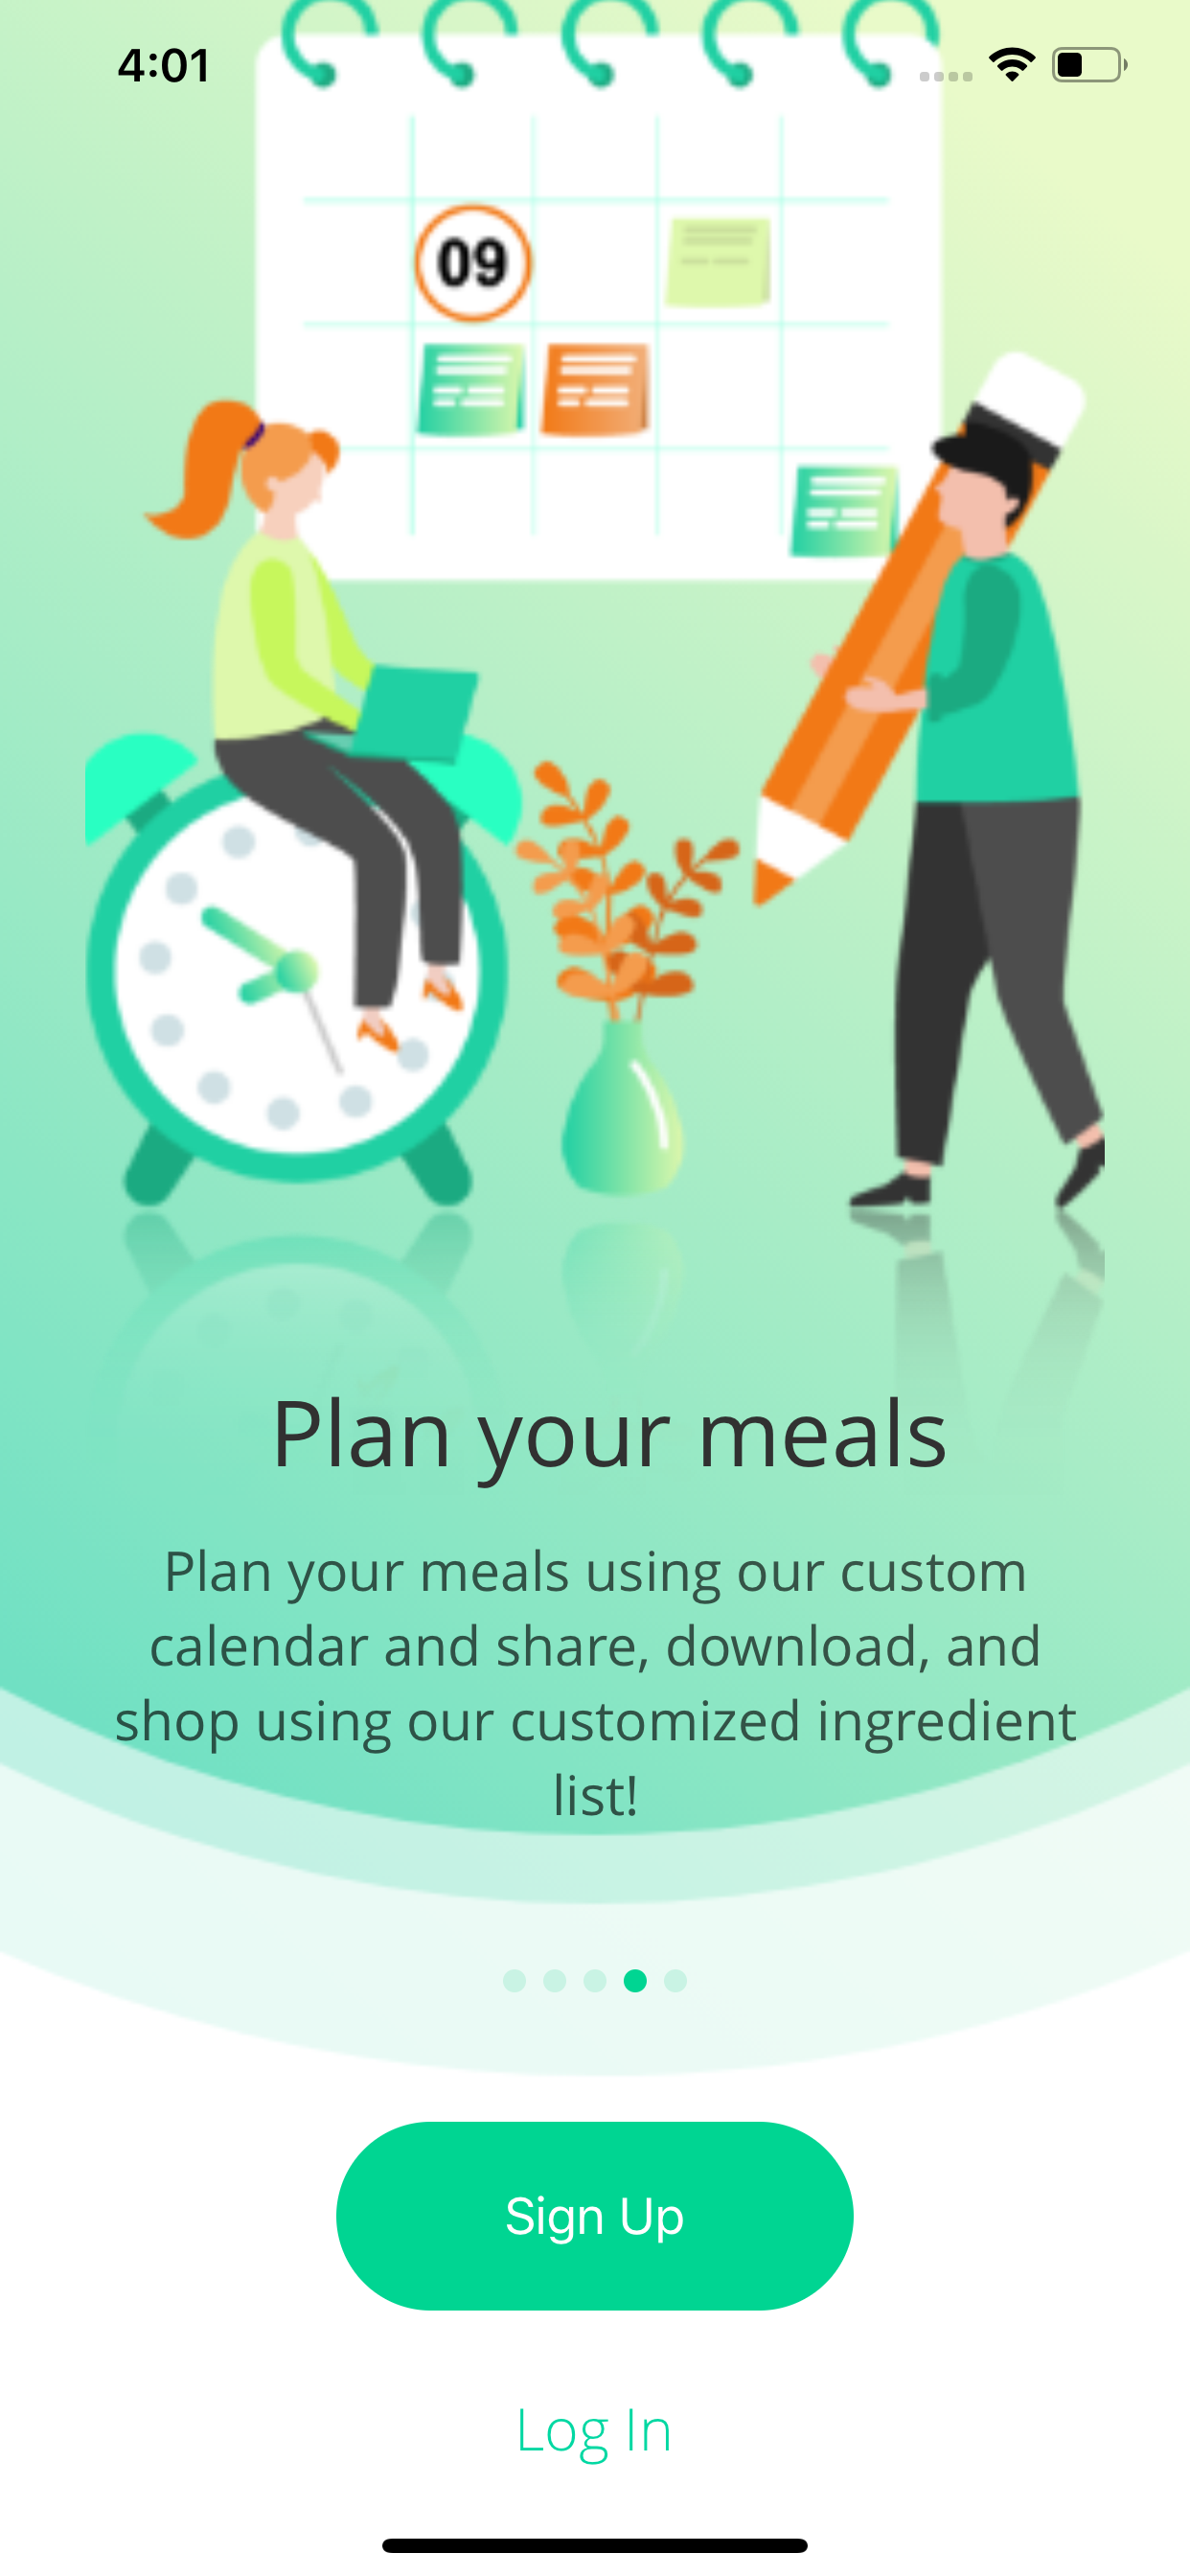 4:01
09
Plan your meals
Plan your meals using our custom
calendar and share, download, and
shop using our customized ingredient
list!
Sign Up
Log In